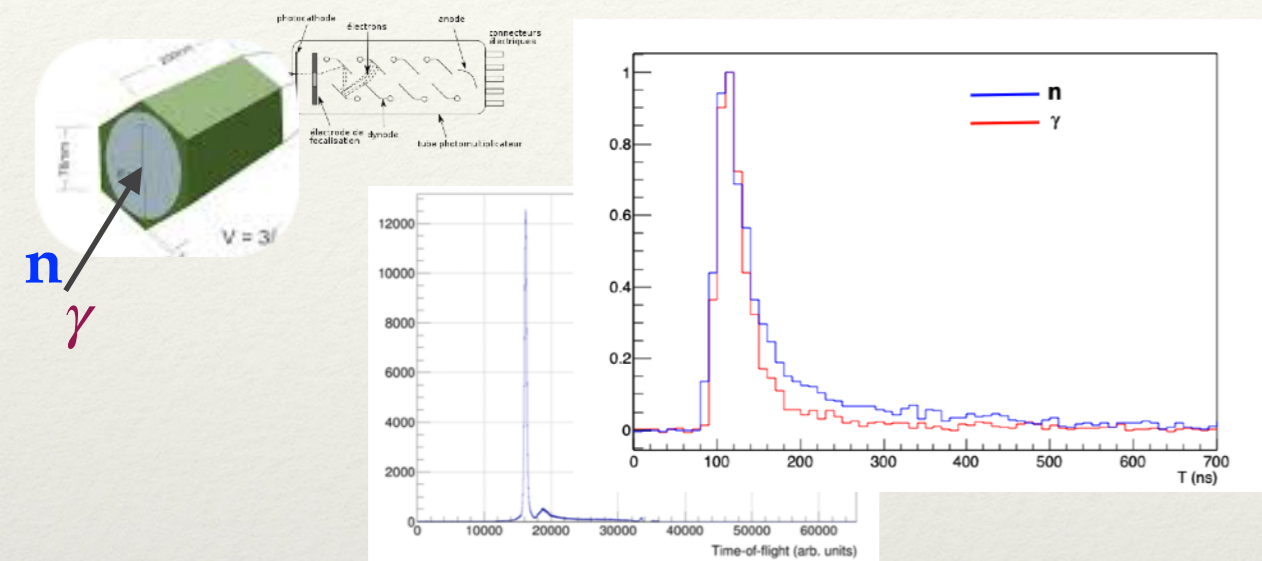 photocathode
électrons
anode
connecteurs
électriques
électrode de
focalisation
dynode
tube photomultiplicateur
200mm
78mm
V = 3l
n
γ
12000
10000
8000
6000
4000
2000
0
0 10000 20000 30000 40000 50000 60000
Time-of-flight (arb. units)
n
γ
1
0.8
0.6
0.4
0.2
0
0 100 200 300 400 500 600 700
T (ns)